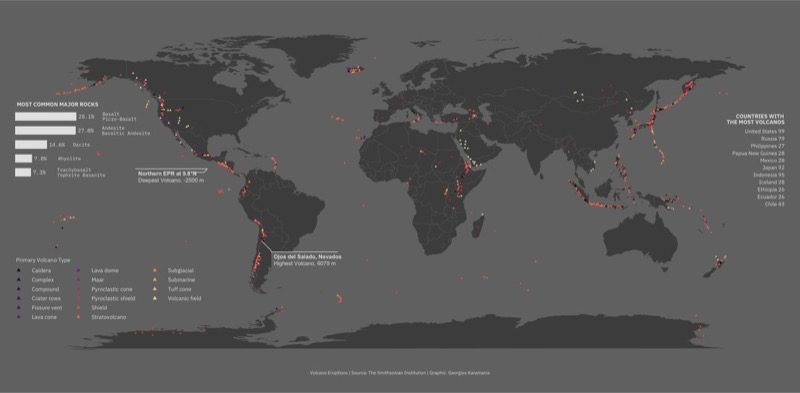 MOST COMMON MAJOR ROCKS
28.1% Basalt
Picro-Basalt
27.8% Andesite
Basaltic Andesite
14.6% Dacite
7.8% Rhyolite
7.3% Trachybasalt
Tephrite Basanite
Northern EPR at 9.8°N
Deepest Volcano, -2500 m
Ojos del Salado, Nevados
Highest Volcano, 6879 m
COUNTRIES WITH
THE MOST VOLCANOS
United States 99
Russia 79
Philippines 27
Papua New Guinea 28
Mexico 28
Japan 92
Indonesia 95
Iceland 28
Ethiopia 26
Ecuador 26
Chile 83
Primary Volcano Type
Caldera
Complex
Compound
Crater rows
Fissure vent
Lava cone
Lava dome
Maar
Pyroclastic cone
Pyroclastic shield
Shield
Stratovolcano
Subglacial
Submarine
Tuff cone
Volcanic field
Volcano Eruptions | Source: The Smithsonian Institution | Graphic: Georgios Karamanis